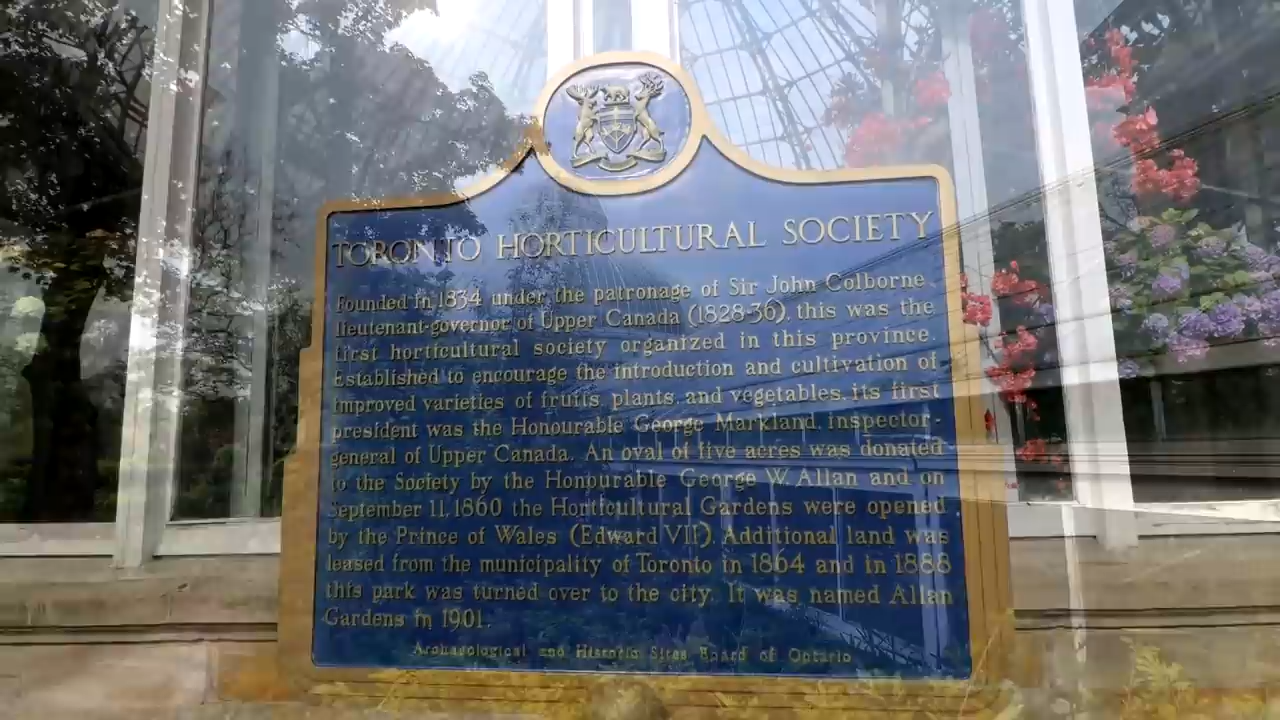 TORONTO HORTICULTURAL SOCIETY
Founded in 1834 under the patronage of Sir John Colborne
lieutenant-governor of Upper Canada (1828-36), this was the
first horticultural society organized in this province.
Established to encourage the introduction and cultivation of
improved varieties of fruits, plants, and vegetables, its first
president was the Honourable George Markland, inspector-
general of Upper Canada. An oval of five acres was donated
to the Society by the Honourable George W. Allan and on
September 11, 1860 the Horticultural Gardens were opened
by the Prince of Wales (Edward VII). Additional land was
leased from the municipality of Toronto in 1864 and in 1888
this park was turned over to the city. It was named Allan
Gardens in 1901.
Archaeological and Historic Sites Board of Ontario